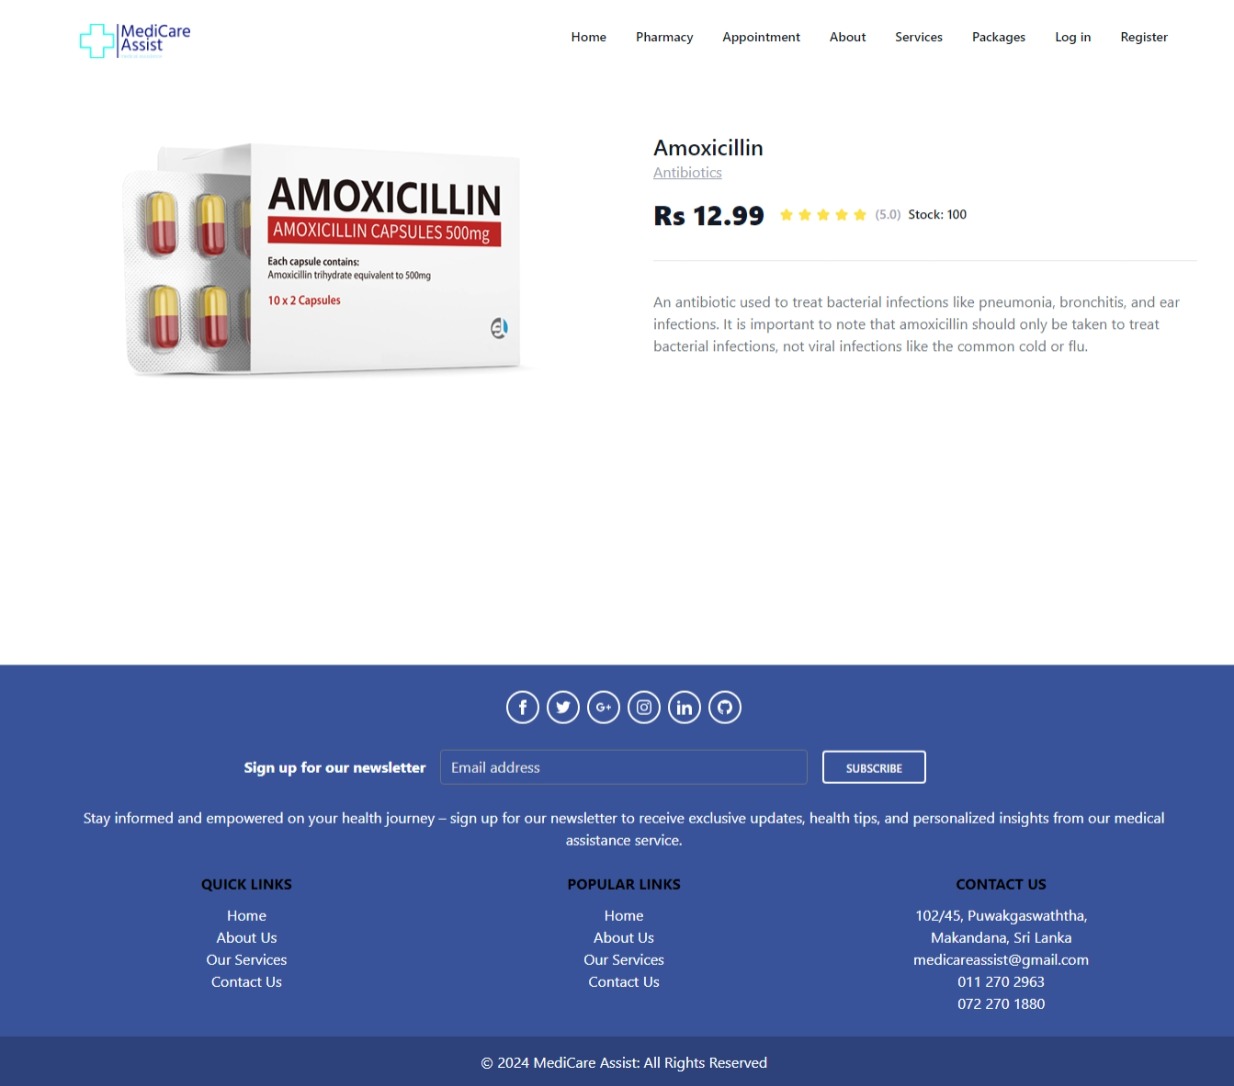 MediCare
Assist
Home
Pharmacy
Appointment
About
Services
Packages
Log in
Register
AMOXICILLIN
AMOXICILLIN CAPSULES 500mg
Each capsule contains:
Amoxicillin trihydrate equivalent to 500mg
10 x 2 Capsules
Amoxicillin
Antibiotics
Rs 12.99 (5.0) Stock: 100
An antibiotic used to treat bacterial infections like pneumonia, bronchitis, and ear
infections. It is important to note that amoxicillin should only be taken to treat
bacterial infections, not viral infections like the common cold or flu.
Sign up for our newsletter
Email address
SUBSCRIBE
Stay informed and empowered on your health journey – sign up for our newsletter to receive exclusive updates, health tips, and personalized insights from our medical
assistance service.
QUICK LINKS
Home
About Us
Our Services
Contact Us
POPULAR LINKS
Home
About Us
Our Services
Contact Us
CONTACT US
102/45, Puwakgaswaththa,
Makandana, Sri Lanka
medicareassist@gmail.com
011 270 2963
072 270 1880
© 2024 MediCare Assist: All Rights Reserved